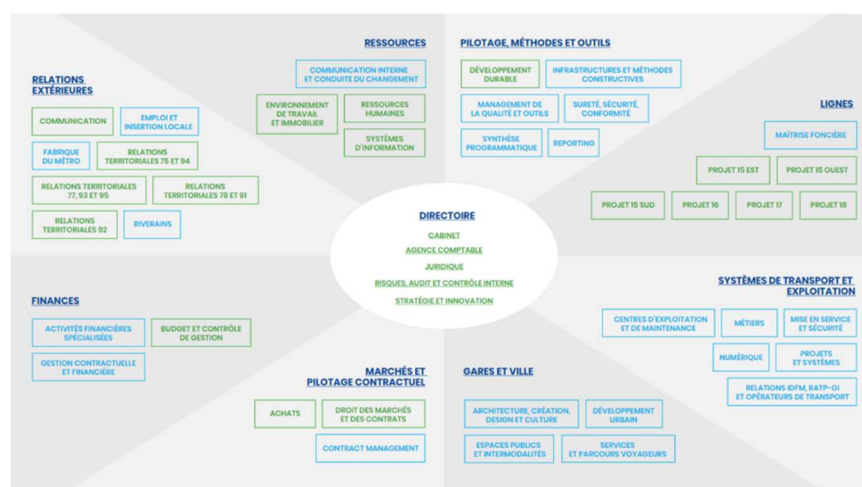 RELATIONS
EXTÉRIEURES
COMMUNICATION
EMPLOI ET
INSERTION LOCALE
FABRIQUE
DU MÉTRO
RELATIONS
TERRITORIALES 75 ET 94
RELATIONS TERRITORIALES
77, 93 ET 95
RELATIONS
TERRITORIALES 78 ET 91
RELATIONS
TERRITORIALES 92
RIVERAINS
RESSOURCES
COMMUNICATION INTERNE
ET CONDUITE DU CHANGEMENT
ENVIRONNEMENT
DE TRAVAIL
ET IMMOBILIER
RESSOURCES
HUMAINES
SYSTÈMES
D'INFORMATION
PILOTAGE, MÉTHODES ET OUTILS
DÉVELOPPEMENT
DURABLE
INFRASTRUCTURES ET MÉTHODES
CONSTRUCTIVES
MANAGEMENT DE
LA QUALITÉ ET OUTILS
SURETÉ, SÉCURITÉ,
CONFORMITÉ
SYNTHÈSE
PROGRAMMATIQUE
REPORTING
LIGNES
MAÎTRISE FONCIÈRE
PROJET 15 EST
PROJET 15 OUEST
PROJET 15 SUD
PROJET 16
PROJET 17
PROJET 18
DIRECTOIRE
CABINET
AGENCE COMPTABLE
JURIDIQUE
RISQUES, AUDIT ET CONTRÔLE INTERNE
STRATÉGIE ET INNOVATION
FINANCES
ACTIVITÉS FINANCIÈRES
SPÉCIALISÉES
BUDGET ET CONTRÔLE
DE GESTION
GESTION CONTRACTUELLE
ET FINANCIÈRE
MARCHÉS ET
PILOTAGE CONTRACTUEL
ACHATS
DROIT DES MARCHÉS
ET DES CONTRATS
CONTRACT MANAGEMENT
GARES ET VILLE
ARCHITECTURE, CRÉATION,
DESIGN ET CULTURE
DÉVELOPPEMENT
URBAIN
ESPACES PUBLICS
ET INTERMODALITÉS
SERVICES
ET PARCOURS VOYAGEURS
SYSTÈMES DE TRANSPORT ET
EXPLOITATION
CENTRES D'EXPLOITATION
ET DE MAINTENANCE
MÉTIERS
MISE EN SERVICE
ET SÉCURITÉ
NUMÉRIQUE
PROJETS
ET SYSTÈMES
RELATIONS IDFM, RATP-GI
ET OPÉRATEURS DE TRANSPORT